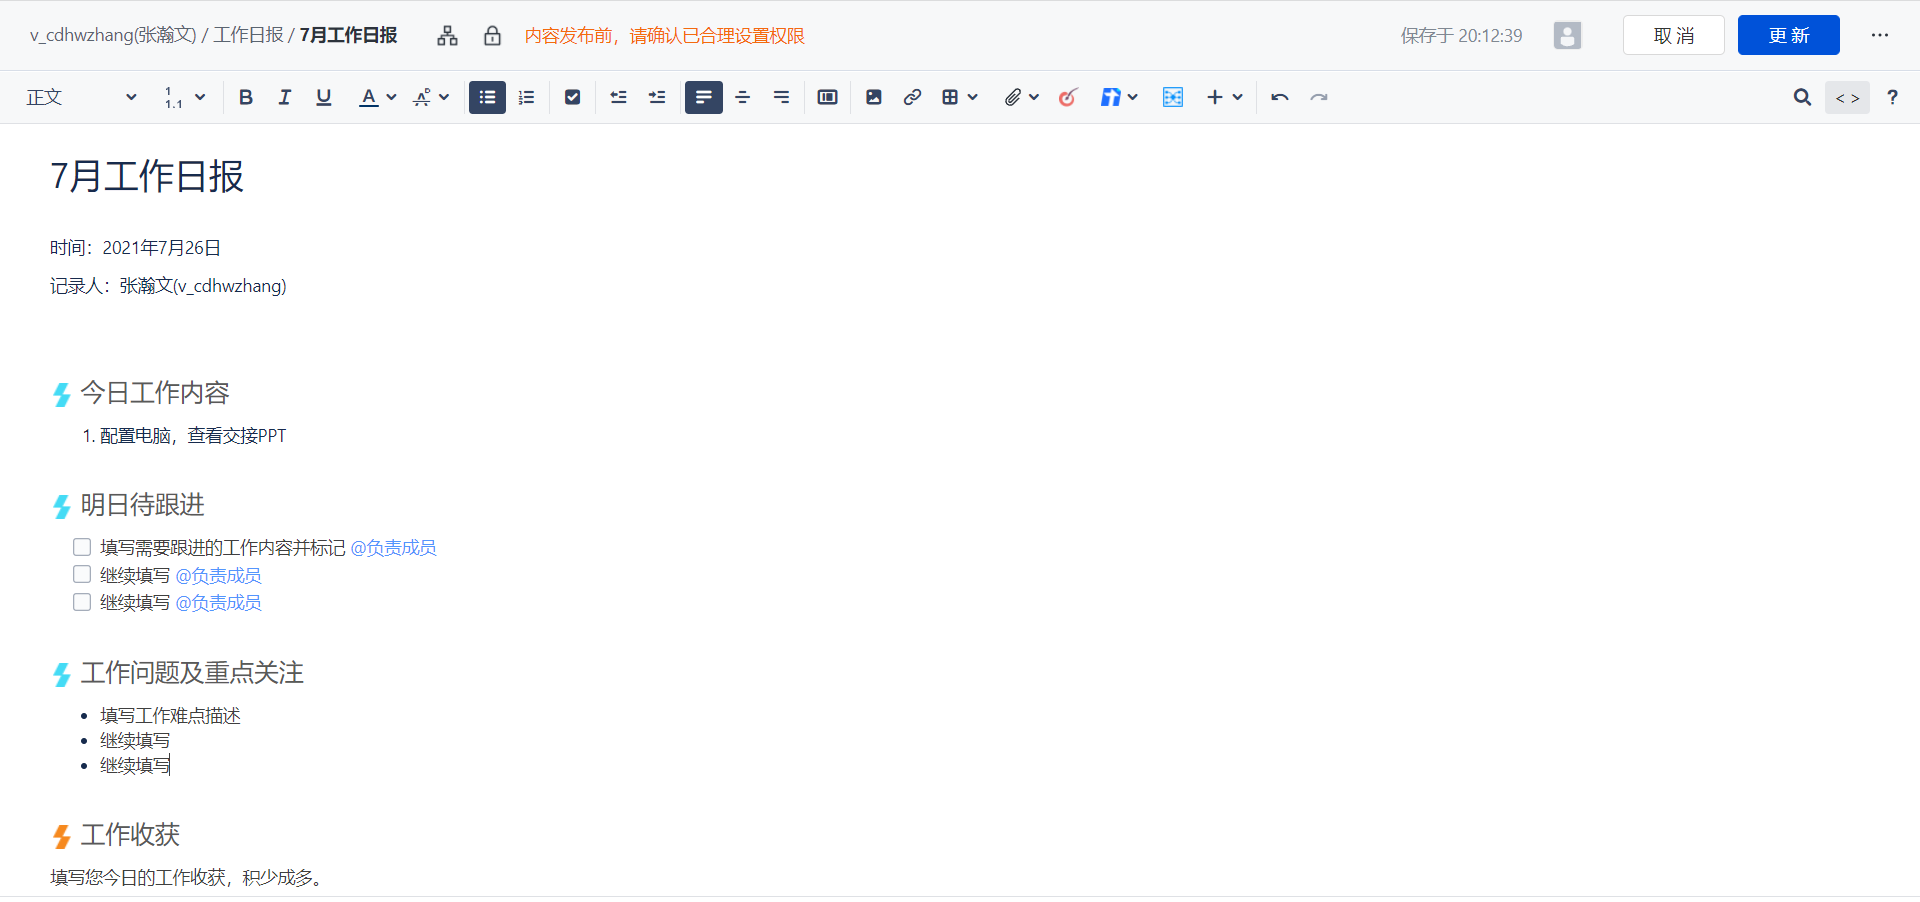 v_cdhwzhang(张瀚文) / 工作日报 / 7月工作日报
内容发布前，请确认已合理设置权限
保存于 20:12:39
取 消
更 新
正文
1
1.1
B I U A
< > ?
7月工作日报
时间：2021年7月26日
记录人：张瀚文(v_cdhwzhang)
今日工作内容
1. 配置电脑，查看交接PPT
明日待跟进
填写需要跟进的工作内容并标记 @负责成员
继续填写 @负责成员
继续填写 @负责成员
工作问题及重点关注
• 填写工作难点描述
• 继续填写
• 继续填写
工作收获
填写您今日的工作收获，积少成多。